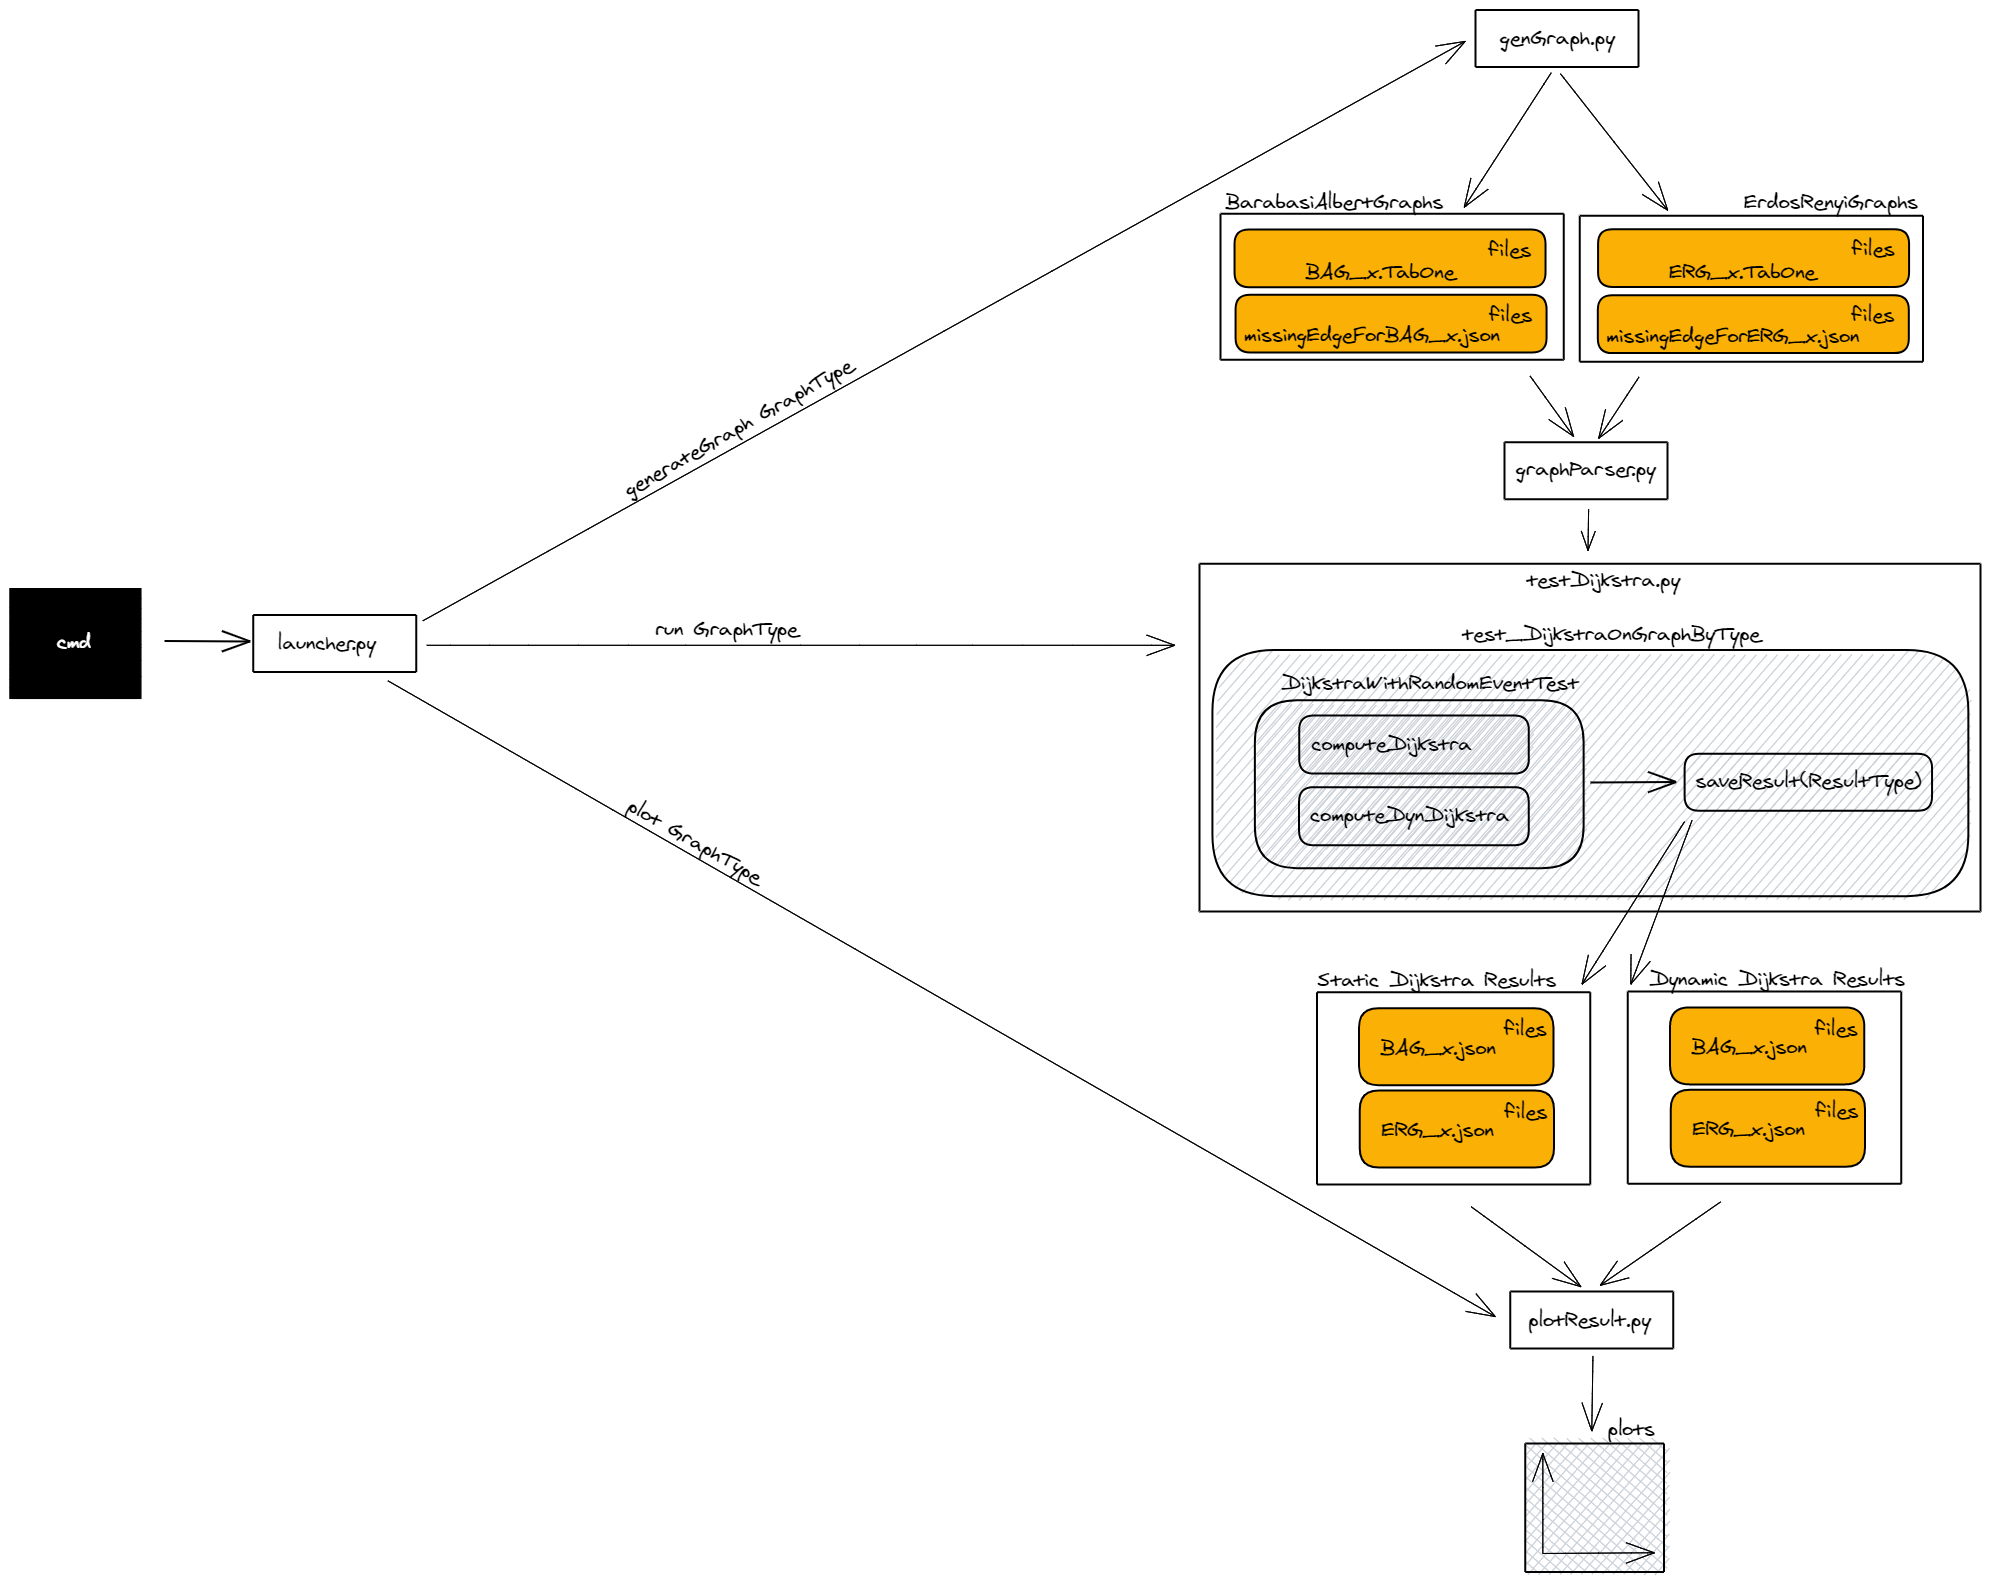 genGraph.py
BarabasiAlbertGraphs
ErdosRenyiGraphs
files
BAG_x.TabOne
files
missingEdgeForBAG_x.json
files
ERG_x.TabOne
files
missingEdgeForERG_x.json
generateGraph GraphType
graphParser.py
cmd
launcher.py
run GraphType
testDijkstra.py
test_DijkstraOnGraphByType
DijkstraWithRandomEventTest
computeDijkstra
computeDynDijkstra
saveResult(ResultType)
plot GraphType
Static Dijkstra Results
files
BAG_x.json
files
ERG_x.json
Dynamic Dijkstra Results
files
BAG_x.json
files
ERG_x.json
plotResult.py
plots